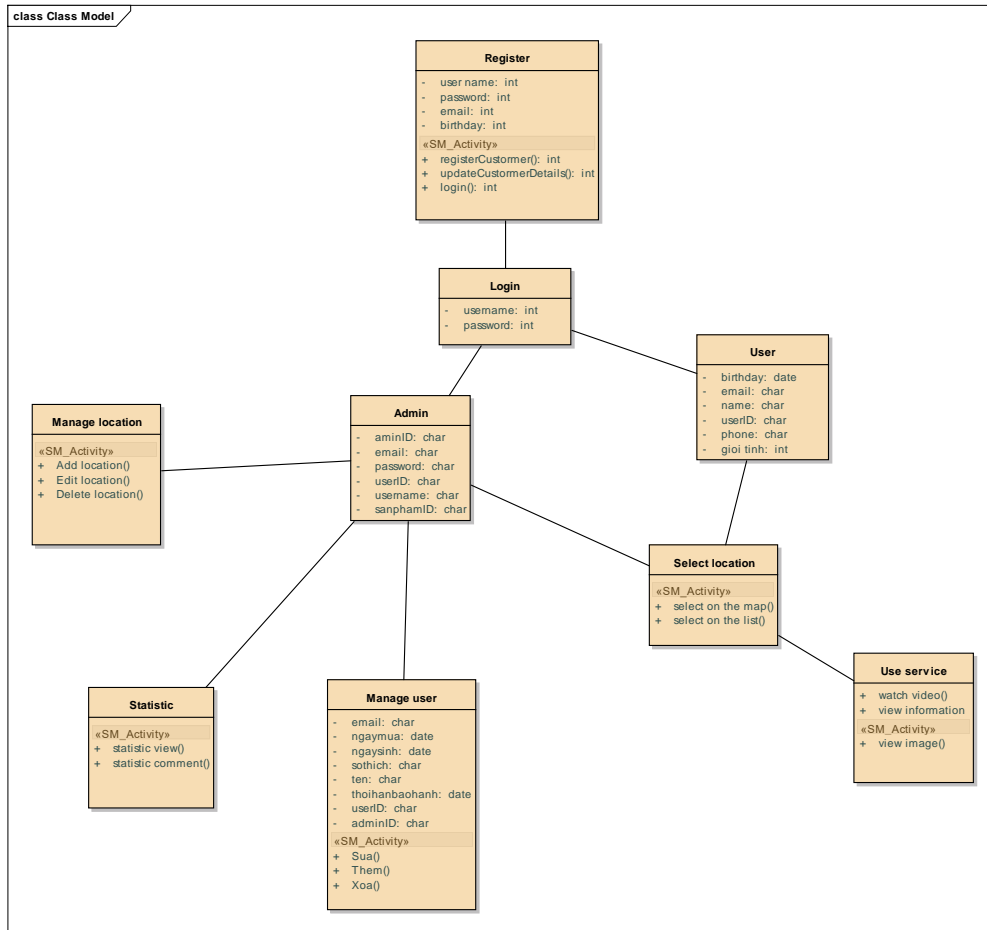 class Class Model
Register
- user name: int
- password: int
- email: int
- birthday: int
«SM_Activity»
+ registerCustormer(): int
+ updateCustormerDetails(): int
+ login(): int
Login
- username: int
- password: int
User
- birthday: date
- email: char
- name: char
- userID: char
- phone: char
- gioi tinh: int
Admin
- aminID: char
- email: char
- password: char
- userID: char
- username: char
- sanphamID: char
Manage location
«SM_Activity»
+ Add location()
+ Edit location()
+ Delete location()
Select location
«SM_Activity»
+ select on the map()
+ select on the list()
Use service
+ watch video()
+ view information
«SM_Activity»
+ view image()
Statistic
«SM_Activity»
+ statistic view()
+ statistic comment()
Manage user
- email: char
- ngaymua: date
- ngaysinh: date
- sothich: char
- ten: char
- thoihanbaohanh: date
- userID: char
- adminID: char
«SM_Activity»
+ Sua()
+ Them()
+ Xoa()